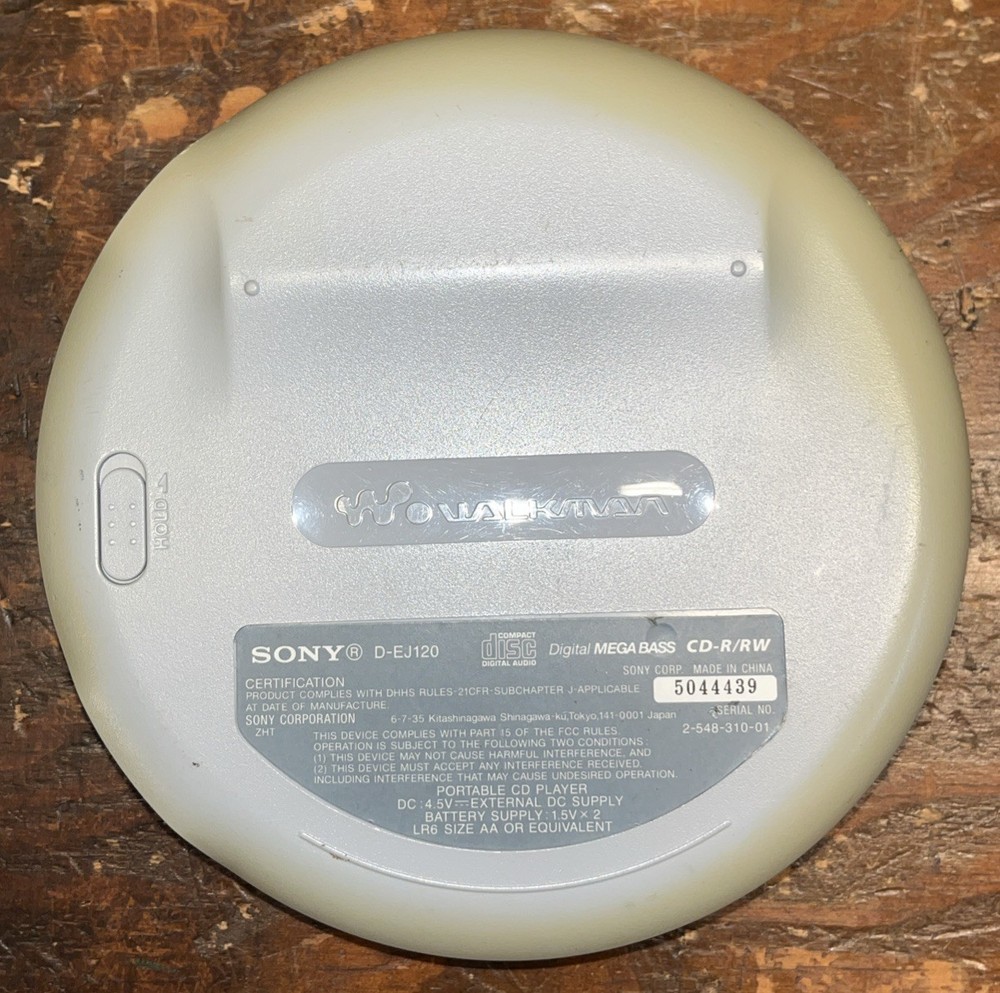 HOLD
WALKMAN
SONY® D-EJ120
COMPACT
disc
DIGITAL AUDIO
Digital MEGA BASS CD-R/RW
SONY CORP. MADE IN CHINA
CERTIFICATION
PRODUCT COMPLIES WITH DHHS RULES-21CFR-SUBCHAPTER J-APPLICABLE
AT DATE OF MANUFACTURE
5044439
SERIAL NO.
SONY CORPORATION 6-7-35 Kitashinagawa Shinagawa-ku,Tokyo,141-0001 Japan
ZHT
2-548-310-01
THIS DEVICE COMPLIES WITH PART 15 OF THE FCC RULES.
OPERATION IS SUBJECT TO THE FOLLOWING TWO CONDITIONS:
(1) THIS DEVICE MAY NOT CAUSE HARMFUL INTERFERENCE, AND
(2) THIS DEVICE MUST ACCEPT ANY INTERFERENCE RECEIVED,
INCLUDING INTERFERENCE THAT MAY CAUSE UNDESIRED OPERATION.
PORTABLE CD PLAYER
DC:4.5V⎓EXTERNAL DC SUPPLY
BATTERY SUPPLY:1.5V×2
LR6 SIZE AA OR EQUIVALENT